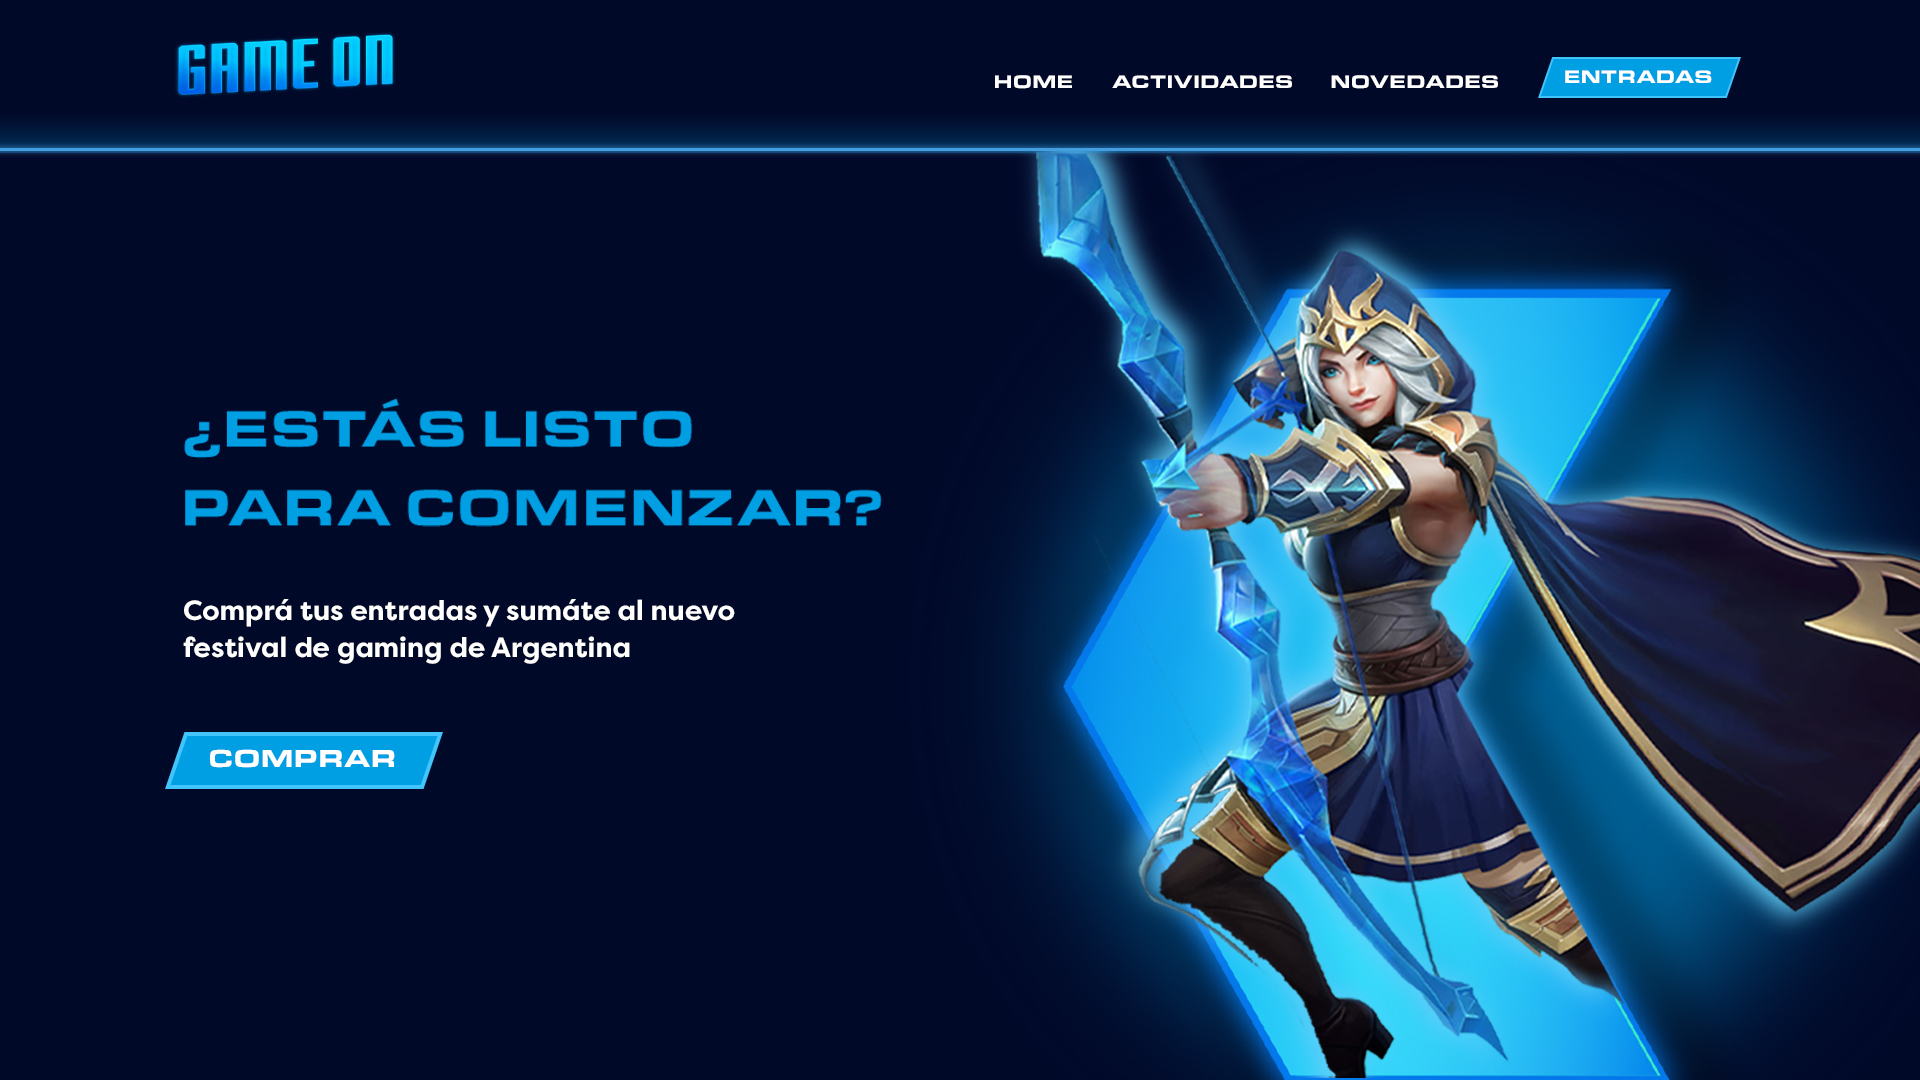 GAME ON
HOME ACTIVIDADES NOVEDADES ENTRADAS
¿ESTÁS LISTO
PARA COMENZAR?
Comprá tus entradas y sumáte al nuevo
festival de gaming de Argentina
COMPRAR